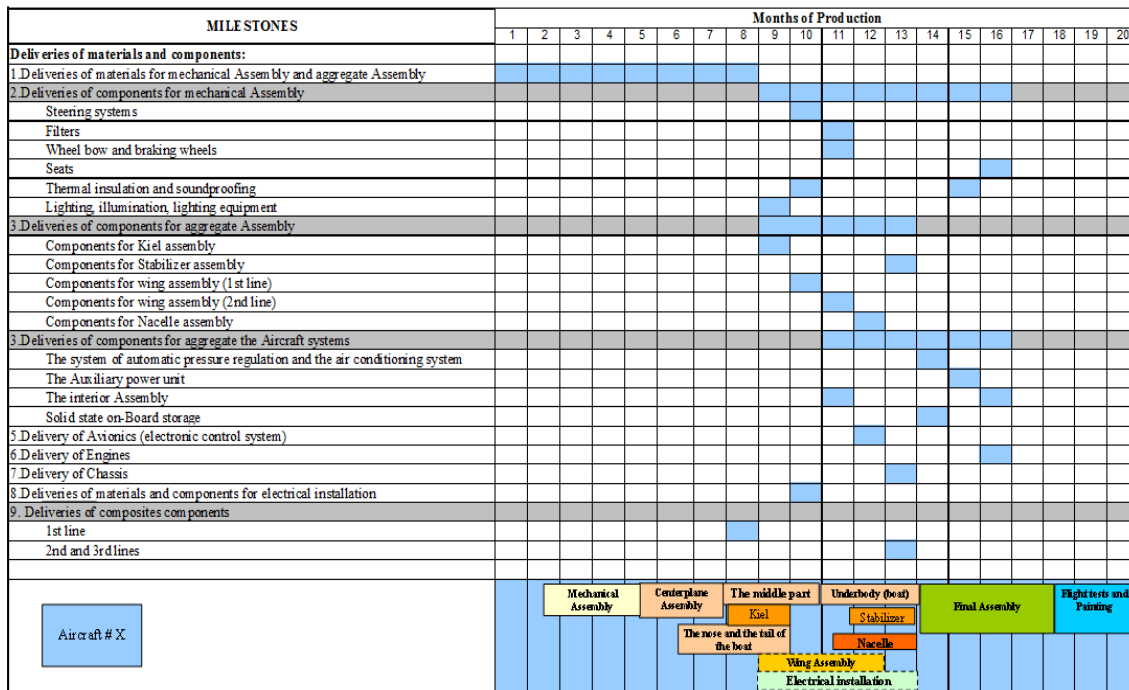 MILESTONES
Months of Production
1 2 3 4 5 6 7 8 9 10 11 12 13 14 15 16 17 18 19 20
Deliveries of materials and components:
1.Deliveries of materials for mechanical Assembly and aggregate Assembly
2.Deliveries of components for mechanical Assembly
Steering systems
Filters
Wheel bow and braking wheels
Seats
Thermal insulation and soundproofing
Lighting, illumination, lighting equipment
3.Deliveries of components for aggregate Assembly
Components for Kiel assembly
Components for Stabilizer assembly
Components for wing assembly (1st line)
Components for wing assembly (2nd line)
Components for Nacelle assembly
3.Deliveries of components for aggregate the Aircraft systems
The system of automatic pressure regulation and the air conditioning system
The Auxiliary power unit
The interior Assembly
Solid state on-Board storage
5.Delivery of Avionics (electronic control system)
6.Delivery of Engines
7.Delivery of Chassis
8.Deliveries of materials and components for electrical installation
9. Deliveries of composites components
1st line
2nd and 3rd lines
Aircraft # X
Mechanical
Assembly
Centerplane
Assembly
The middle part
Underbody (boat)
Final Assembly
Flight tests and
Painting
Kiel
Stabilizer
The nose and the tail of
the boat
Nacelle
Wing Assembly
Electrical installation